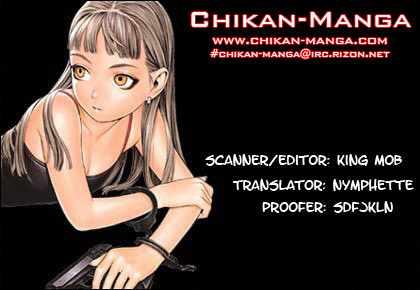 Chikan-Manga
www.chikan-manga.com
#chikan-manga@irc.rizon.net
SCANNER/EDITOR: KING MOB
TRANSLATOR: NYMPHETTE
PROOFER: SDFJKLN